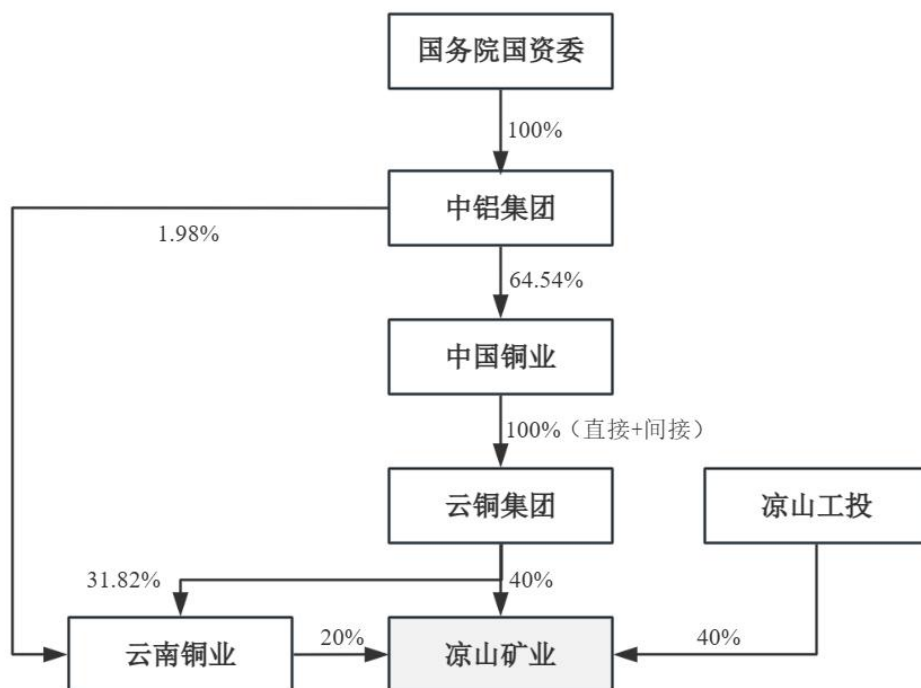 国务院国资委
100%
中铝集团
1.98%
64.54%
中国铜业
100%（直接+间接）
云铜集团
凉山工投
31.82%
40%
云南铜业
20%
凉山矿业
40%